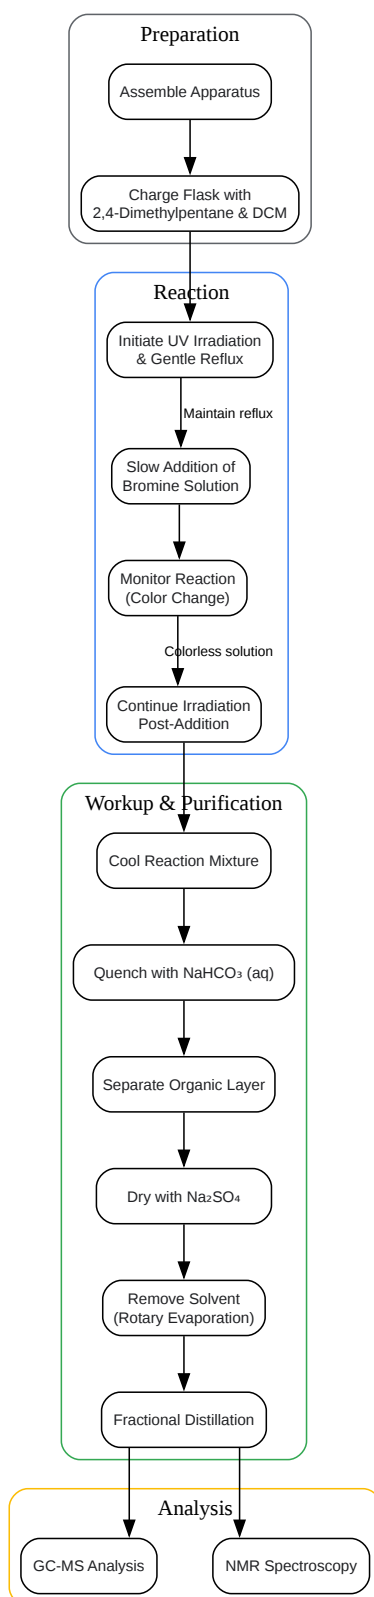 Preparation
Assemble Apparatus
Charge Flask with
2,4-Dimethylpentane & DCM
Reaction
Initiate UV Irradiation
& Gentle Reflux
Maintain reflux
Slow Addition of
Bromine Solution
Monitor Reaction
(Color Change)
Colorless solution
Continue Irradiation
Post-Addition
Workup & Purification
Cool Reaction Mixture
Quench with NaHCO₃ (aq)
Separate Organic Layer
Dry with Na₂SO₄
Remove Solvent
(Rotary Evaporation)
Fractional Distillation
Analysis
GC-MS Analysis
NMR Spectroscopy